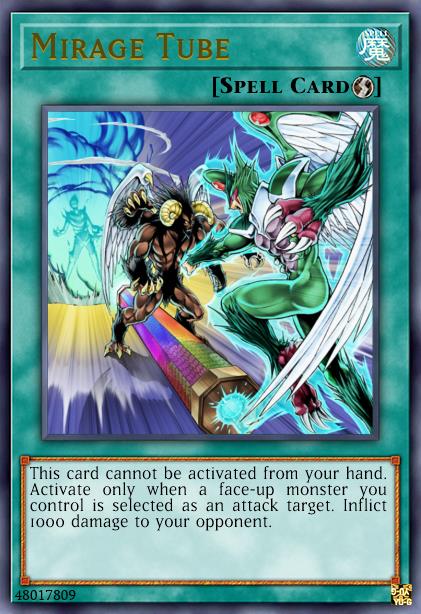 Mirage Tube
SPELL
魔
[Spell Card]
This card cannot be activated from your hand.
Activate only when a face-up monster you
control is selected as an attack target. Inflict
1000 damage to your opponent.
48017809